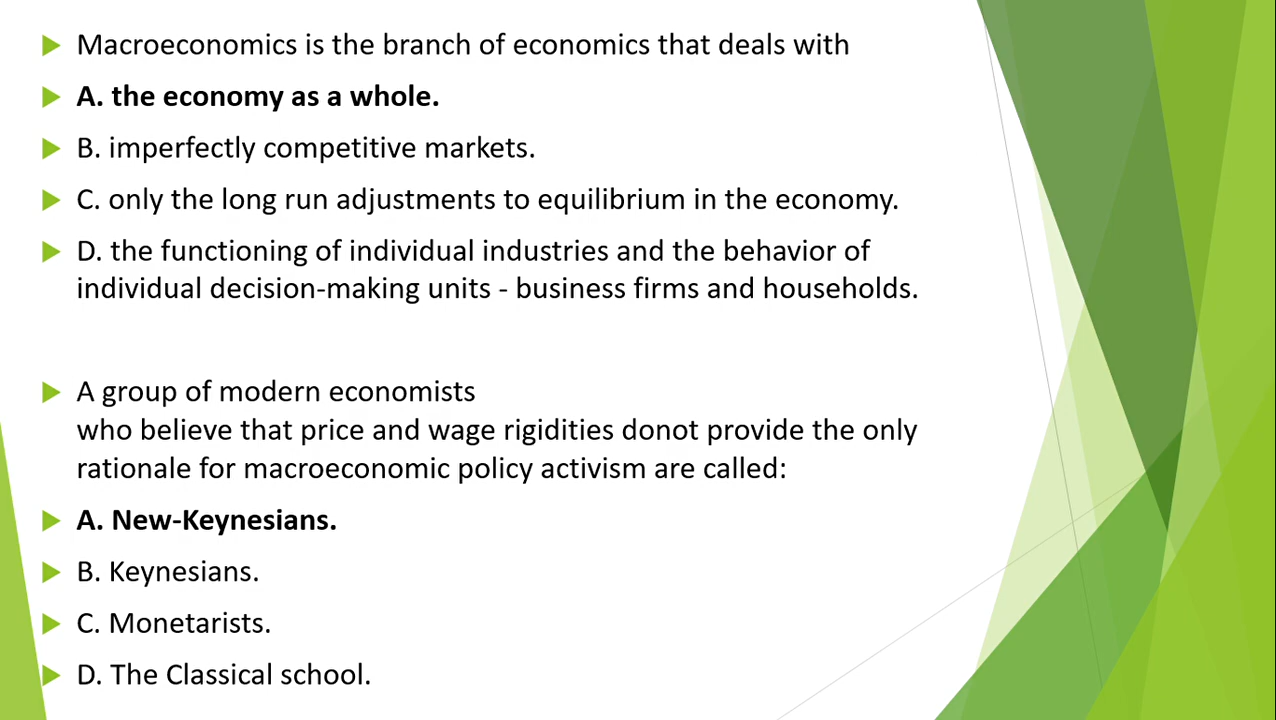 Macroeconomics is the branch of economics that deals with
A. the economy as a whole.
B. imperfectly competitive markets.
C. only the long run adjustments to equilibrium in the economy.
D. the functioning of individual industries and the behavior of
individual decision-making units - business firms and households.
A group of modern economists
who believe that price and wage rigidities donot provide the only
rationale for macroeconomic policy activism are called:
A. New-Keynesians.
B. Keynesians.
C. Monetarists.
D. The Classical school.